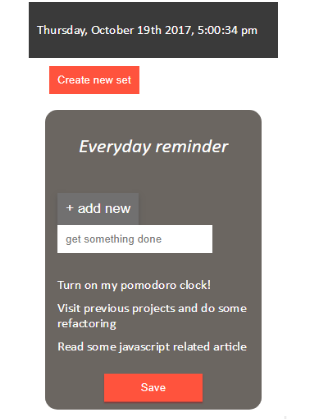 Thursday, October 19th 2017, 5:00:34 pm
Create new set
Everyday reminder
+ add new
get something done
Turn on my pomodoro clock!
Visit previous projects and do some
refactoring
Read some javascript related article
Save